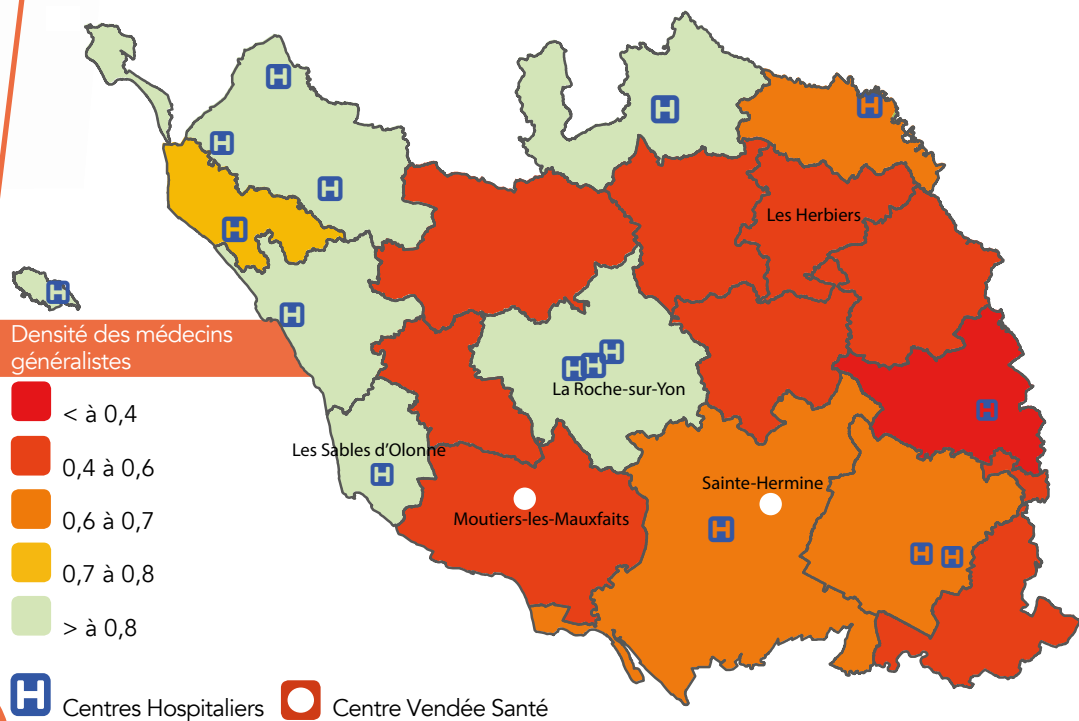 Les Herbiers
Densité des médecins
généralistes
La Roche-sur-Yon
< à 0,4
Les Sables d'Olonne
0,4 à 0,6
Sainte-Hermine
Moutiers-les-Mauxfaits
0,6 à 0,7
0,7 à 0,8
> à 0,8
H Centres Hospitaliers
Centre Vendée Santé